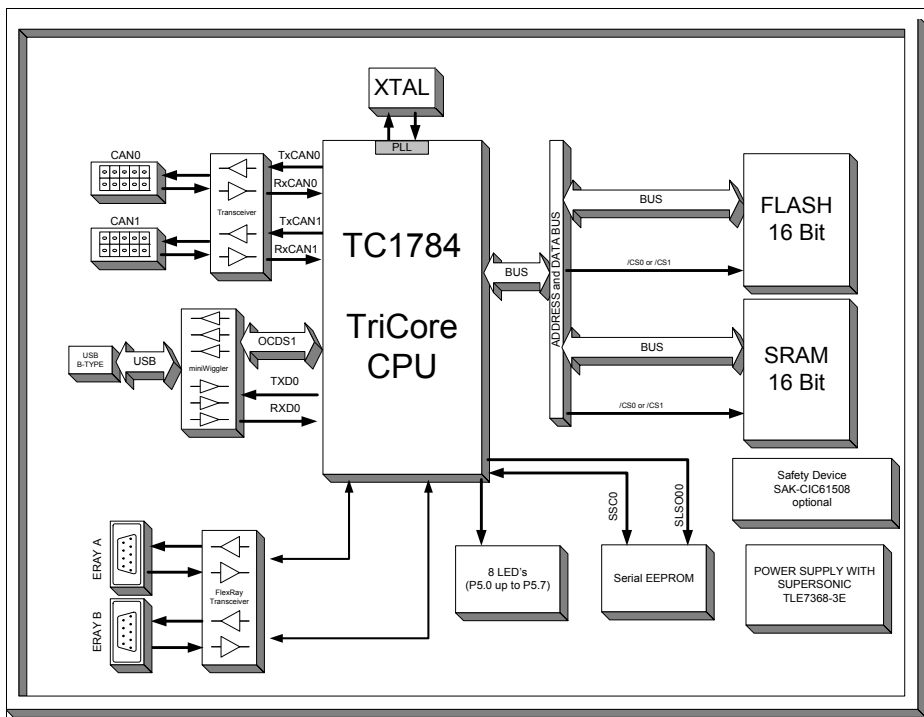 XTAL
PLL
CAN0
CAN1
Transceiver
TxCAN0
RxCAN0
TxCAN1
RxCAN1
TC1784
TriCore
CPU
BUS
ADDRESS and DATA BUS
BUS
/CS0 or /CS1
FLASH
16 Bit
BUS
/CS0 or /CS1
SRAM
16 Bit
USB
B-TYPE
USB
miniWiggler
OCDS1
TXD0
RXD0
ERAY A
ERAY B
FlexRay
Transceiver
8 LED's
(P5.0 up to P5.7)
SSC0
SLSO00
Serial EEPROM
Safety Device
SAK-CIC61508
optional
POWER SUPPLY WITH
SUPERSONIC
TLE7368-3E